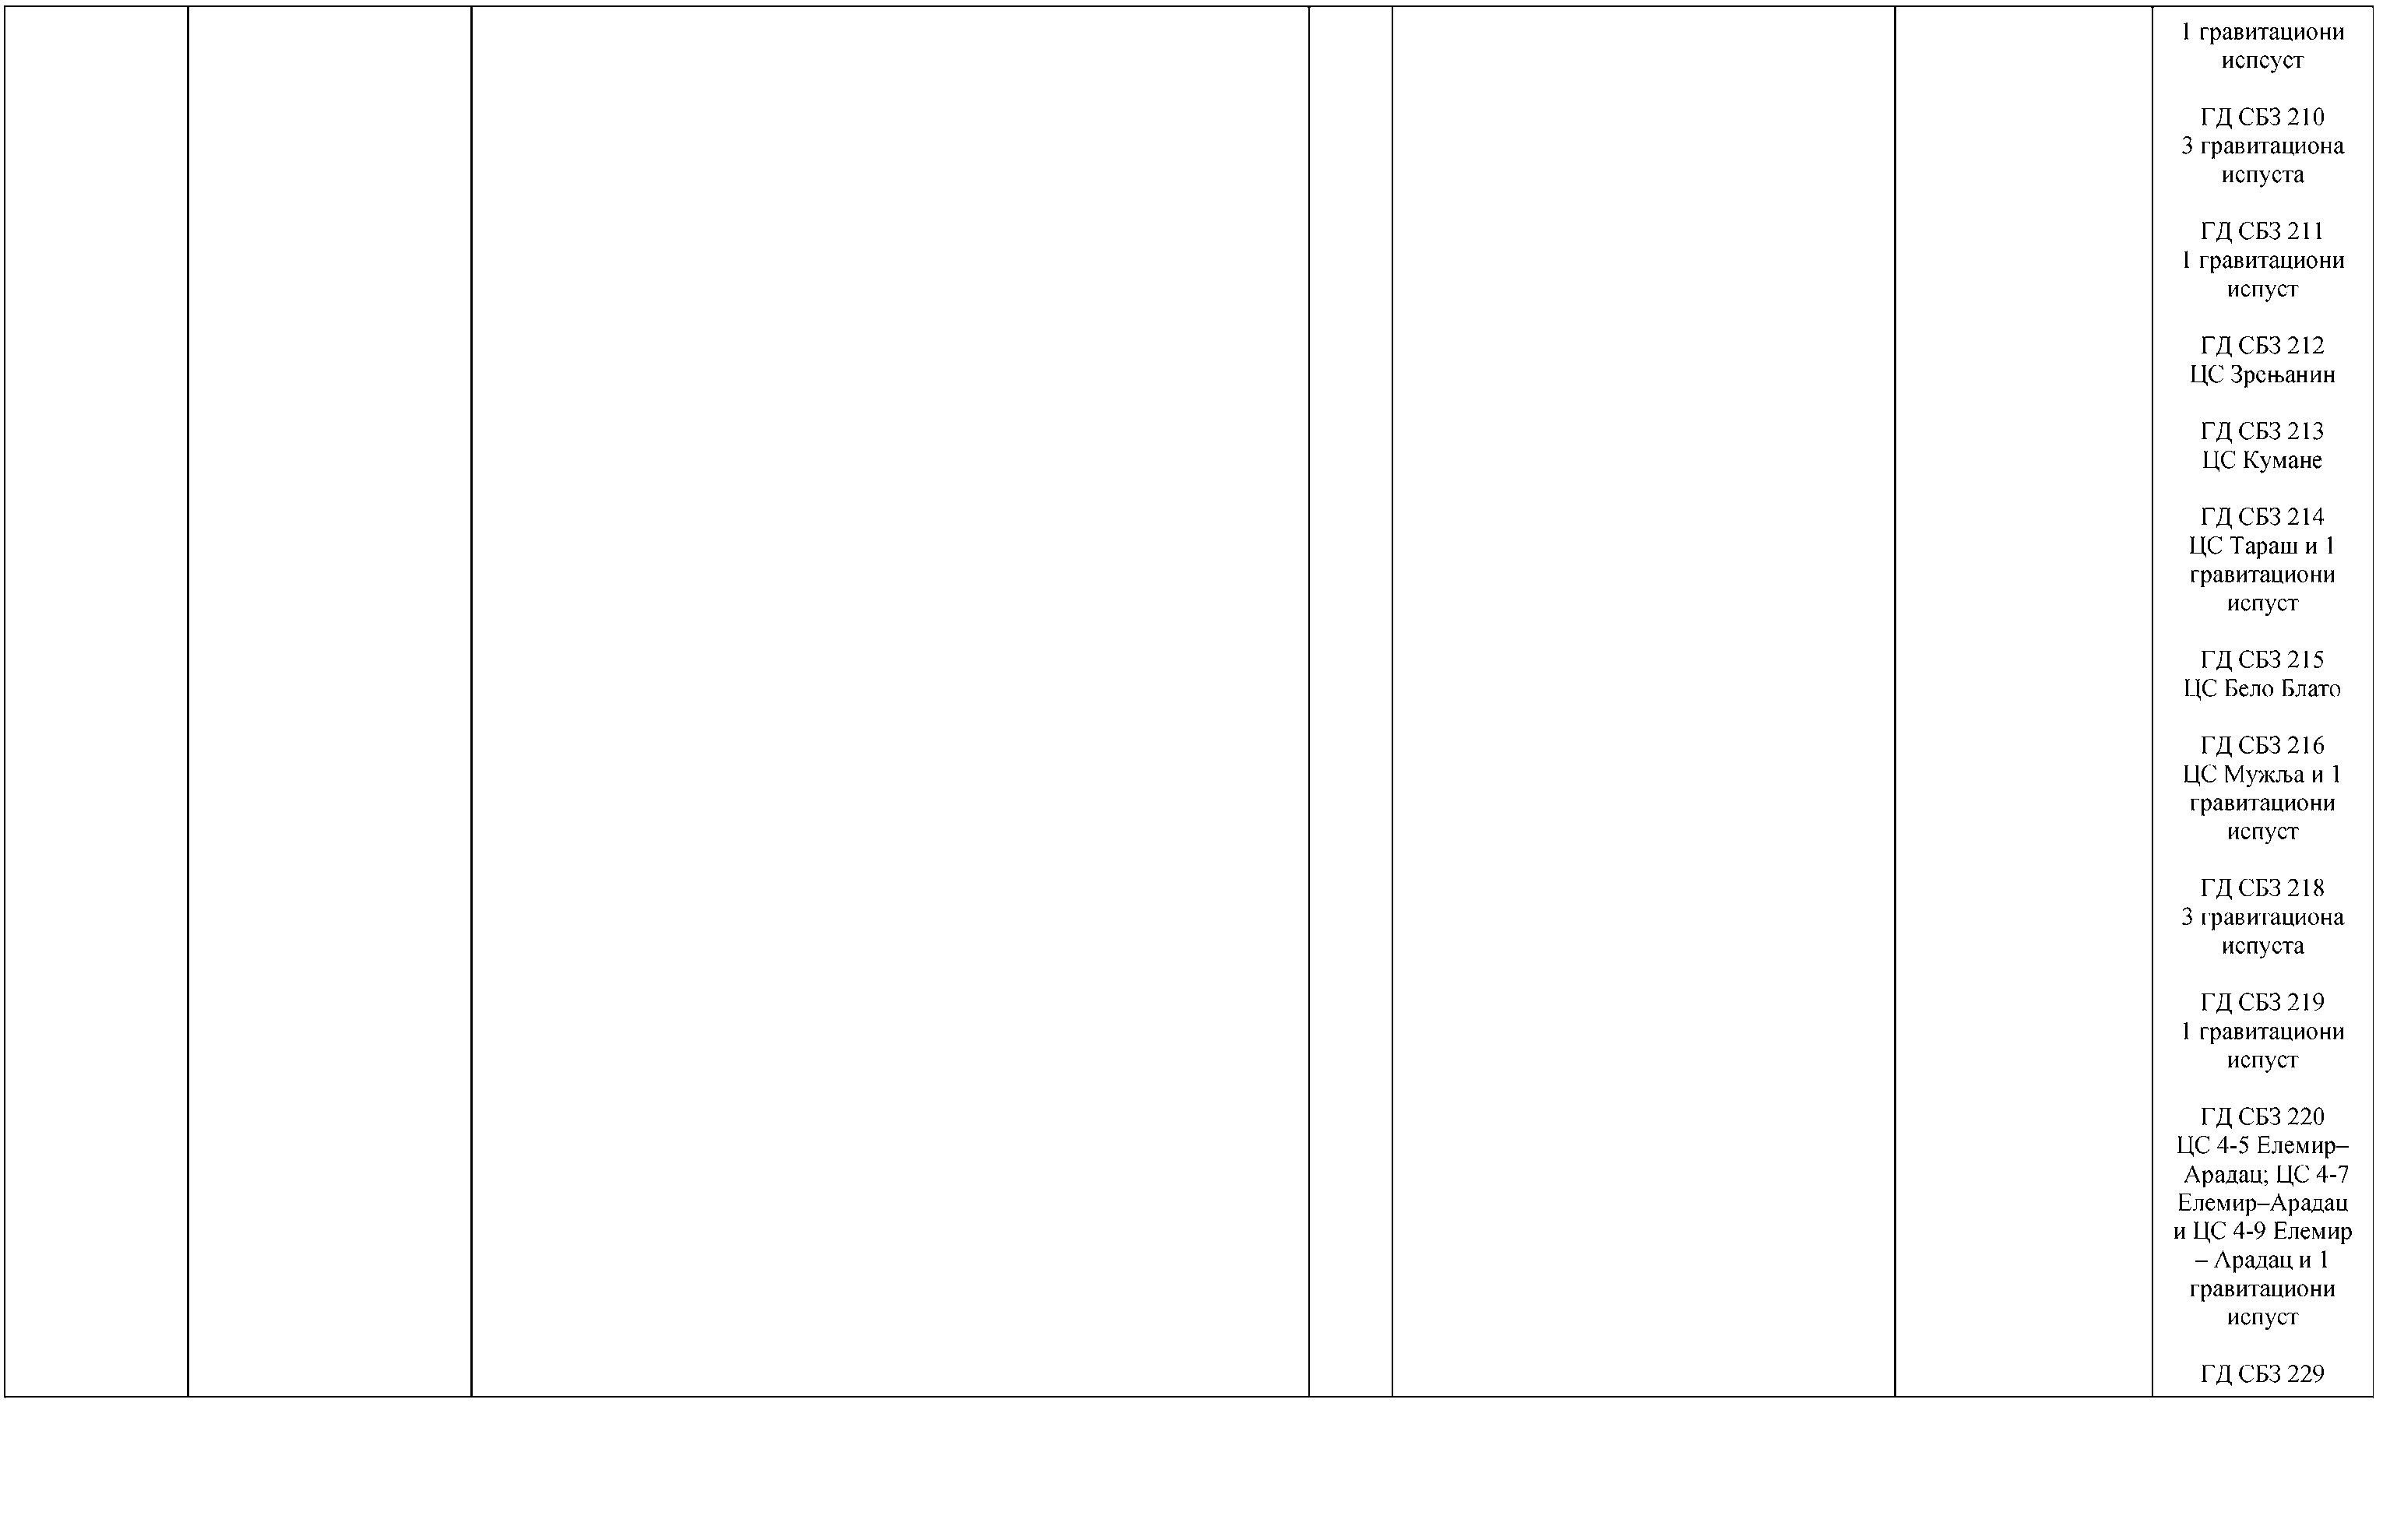 1 гравитациони
испсуст
ГД СБЗ 210
3 гравитациона
испуста
ГД СБЗ 211
1 гравитациони
испуст
ГД СБЗ 212
ЦС Зрењанин
ГД СБЗ 213
ЦС Кумане
ГД СБЗ 214
ЦС Тараш и 1
гравитациони
испуст
ГД СБЗ 215
ЦС Бело Блато
ГД СБЗ 216
ЦС Мужља и 1
гравитациони
испуст
ГД СБЗ 218
3 гравитациона
испуста
ГД СБЗ 219
1 гравитациони
испуст
ГД СБЗ 220
ЦС 4-5 Елемир–
Арадац; ЦС 4-7
Елемир–Арадац
и ЦС 4-9 Елемир
– Арадац и 1
гравитациони
испуст
ГД СБЗ 229